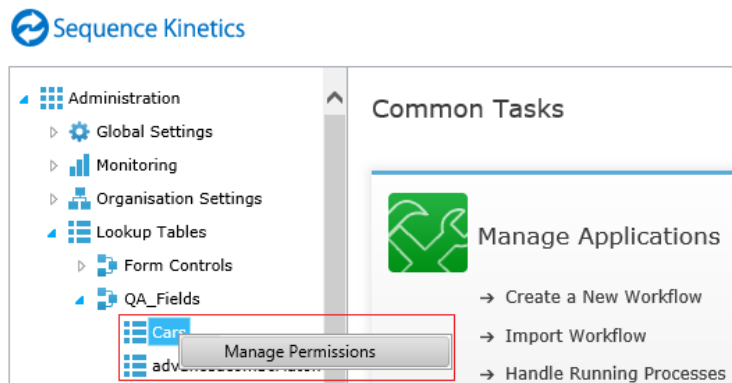 Sequence Kinetics
Administration
Global Settings
Monitoring
Organisation Settings
Lookup Tables
Form Controls
QA_Fields
Cars
Manage Permissions
Common Tasks
Manage Applications
→ Create a New Workflow
→ Import Workflow
→ Handle Running Processes